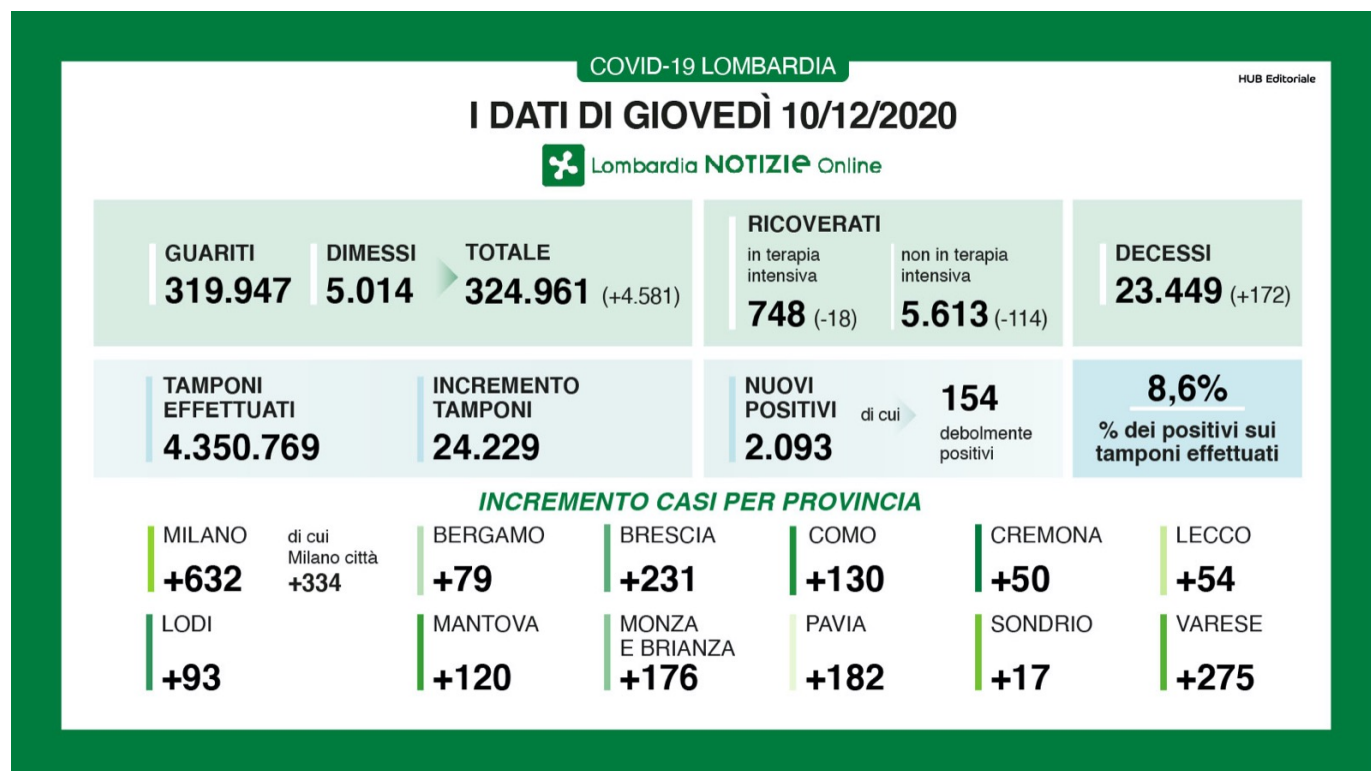 COVID-19 LOMBARDIA
HUB Editoriale
I DATI DI GIOVEDÌ 10/12/2020
Lombardia NOTIZIe Online
GUARITI
319.947
DIMESSI
5.014
TOTALE
324.961 (+4.581)
RICOVERATI
in terapia
intensiva
748 (-18)
non in terapia
intensiva
5.613 (-114)
DECESSI
23.449 (+172)
TAMPONI
EFFETTUATI
4.350.769
INCREMENTO
TAMPONI
24.229
NUOVI
POSITIVI
2.093
di cui
154
debolmente
positivi
8,6%
% dei positivi sui
tamponi effettuati
INCREMENTO CASI PER PROVINCIA
MILANO
+632
di cui
Milano città
+334
BERGAMO
+79
BRESCIA
+231
COMO
+130
CREMONA
+50
LECCO
+54
LODI
+93
MANTOVA
+120
MONZA
E BRIANZA
+176
PAVIA
+182
SONDRIO
+17
VARESE
+275